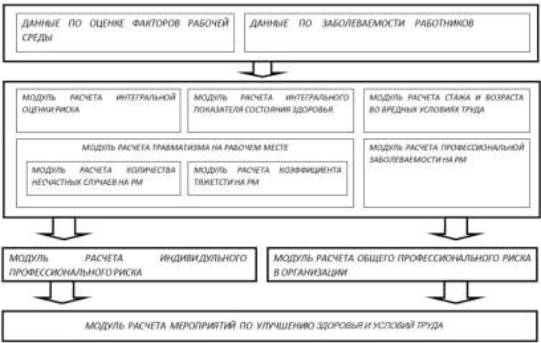 ДАННЫЕ ПО ОЦЕНКЕ ФАКТОРОВ РАБОЧЕЙ
СРЕДЫ
ДАННЫЕ ПО ЗАБОЛЕВАЕМОСТИ РАБОТНИКОВ
МОДУЛЬ РАСЧЕТА ИНТЕГРАЛЬНОЙ
ОЦЕНКИ РИСКА
МОДУЛЬ РАСЧЕТА ИНТЕГРАЛЬНОГО
ПОКАЗАТЕЛЯ СОСТОЯНИЯ ЗДОРОВЬЯ
МОДУЛЬ РАСЧЕТА СТАЖА И ВОЗРАСТА
ВО ВРЕДНЫХ УСЛОВИЯХ ТРУДА
МОДУЛЬ РАСЧЕТА ТРАВМАТИЗМА НА РАБОЧЕМ МЕСТЕ
МОДУЛЬ РАСЧЕТА КОЛИЧЕСТВА
НЕСЧАСТНЫХ СЛУЧАЕВ НА РМ
МОДУЛЬ РАСЧЕТА КОЭФФИЦИЕНТА
ТЯЖЕТСТИ НА РМ
МОДУЛЬ РАСЧЕТА ПРОФЕССИОНАЛЬНОЙ
ЗАБОЛЕВАЕМОСТИ НА РМ
МОДУЛЬ РАСЧЕТА ИНДИВИДУЛЬНОГО
ПРОФЕССИОНАЛЬНОГО РИСКА
МОДУЛЬ РАСЧЕТА ОБЩЕГО ПРОФЕССИОНАЛЬНОГО РИСКА
В ОРГАНИЗАЦИИ
МОДУЛЬ РАСЧЕТА МЕРОПРИЯТИЙ ПО УЛУЧШЕНИЮ ЗДОРОВЬЯ И УСЛОВИЙ ТРУДА